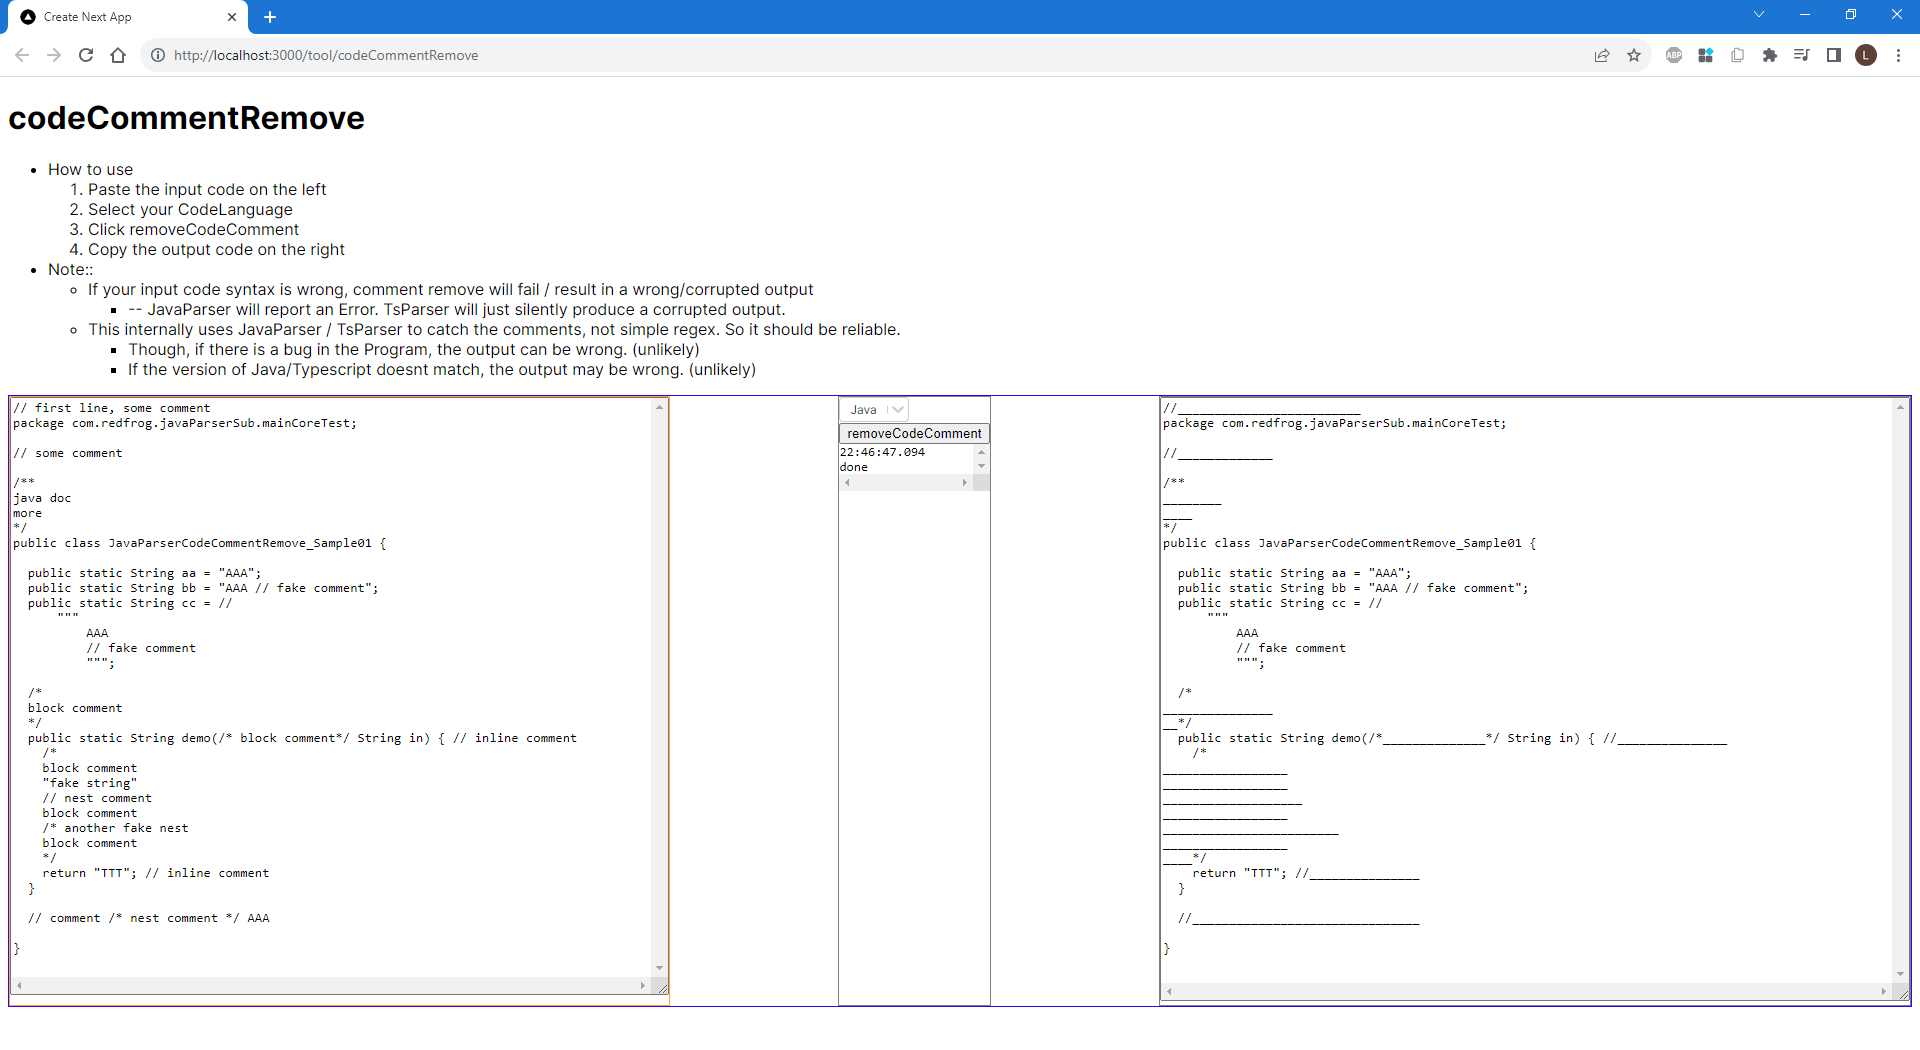 Create Next App
http://localhost:3000/tool/codeCommentRemove
ABP
L
codeCommentRemove
• How to use
1. Paste the input code on the left
2. Select your CodeLanguage
3. Click removeCodeComment
4. Copy the output code on the right
• Note::
◦ If your input code syntax is wrong, comment remove will fail / result in a wrong/corrupted output
▪ -- JavaParser will report an Error. TsParser will just silently produce a corrupted output.
◦ This internally uses JavaParser / TsParser to catch the comments, not simple regex. So it should be reliable.
▪ Though, if there is a bug in the Program, the output can be wrong. (unlikely)
▪ If the version of Java/Typescript doesnt match, the output may be wrong. (unlikely)
// first line, some comment
package com.redfrog.javaParserSub.mainCoreTest;

// some comment

/**
java doc
more
*/
public class JavaParserCodeCommentRemove_Sample01 {

  public static String aa = "AAA";
  public static String bb = "AAA // fake comment";
  public static String cc = //
      """
          AAA
          // fake comment
          """;

  /*
  block comment
  */
  public static String demo(/* block comment*/ String in) { // inline comment
    /*
    block comment
    "fake string"
    // nest comment
    block comment
    /* another fake nest
    block comment
    */
    return "TTT"; // inline comment
  }

  // comment /* nest comment */ AAA

}
Java
removeCodeComment
22:46:47.094
done
//_________________________
package com.redfrog.javaParserSub.mainCoreTest;

//_____________

/**
________
____
*/
public class JavaParserCodeCommentRemove_Sample01 {

  public static String aa = "AAA";
  public static String bb = "AAA // fake comment";
  public static String cc = //
      """
          AAA
          // fake comment
          """;

  /*
_______________
__*/
  public static String demo(/*______________*/ String in) { //_______________
    /*
_________________
_________________
___________________
_________________
________________________
_________________
____*/
    return "TTT"; //_______________
  }

  //_______________________________

}